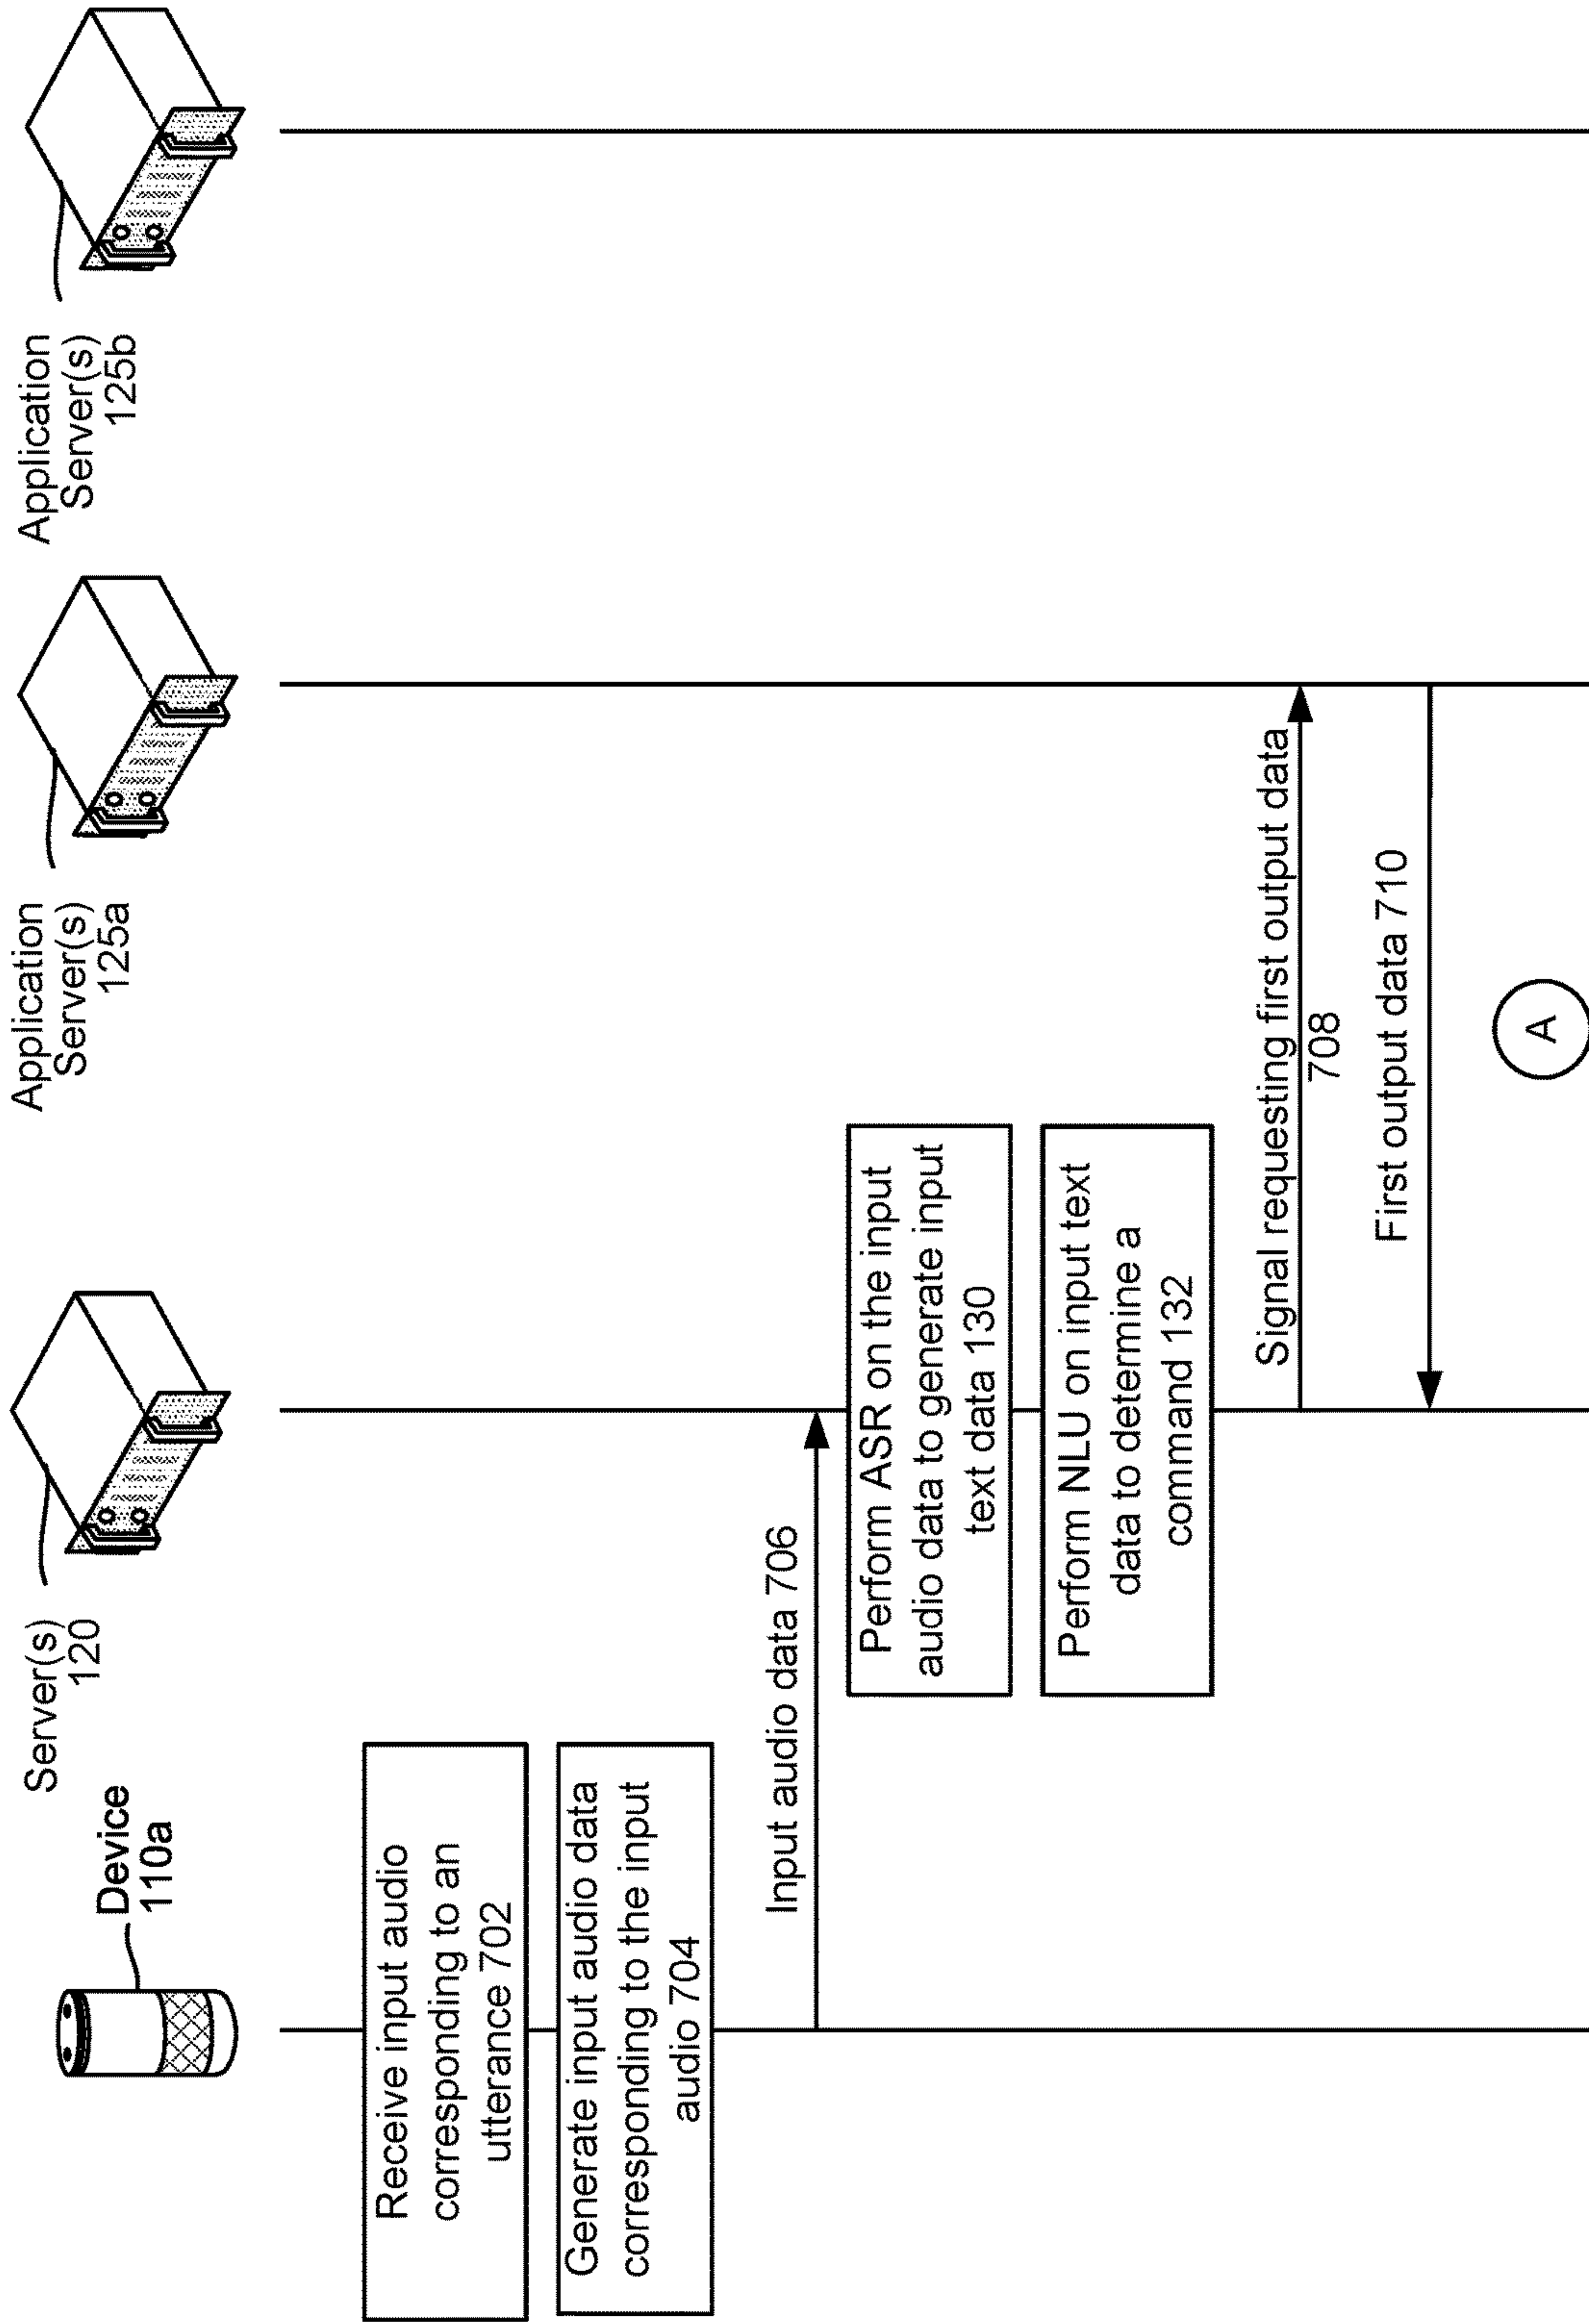 Device
110a
Server(s)
120
Application
Server(s)
125a
Application
Server(s)
125b
Receive input audio
corresponding to an
utterance 702
Generate input audio data
corresponding to the input
audio 704
Input audio data 706
Perform ASR on the input
audio data to generate input
text data 130
Perform NLU on input text
data to determine a
command 132
Signal requesting first output data
708
First output data 710
A